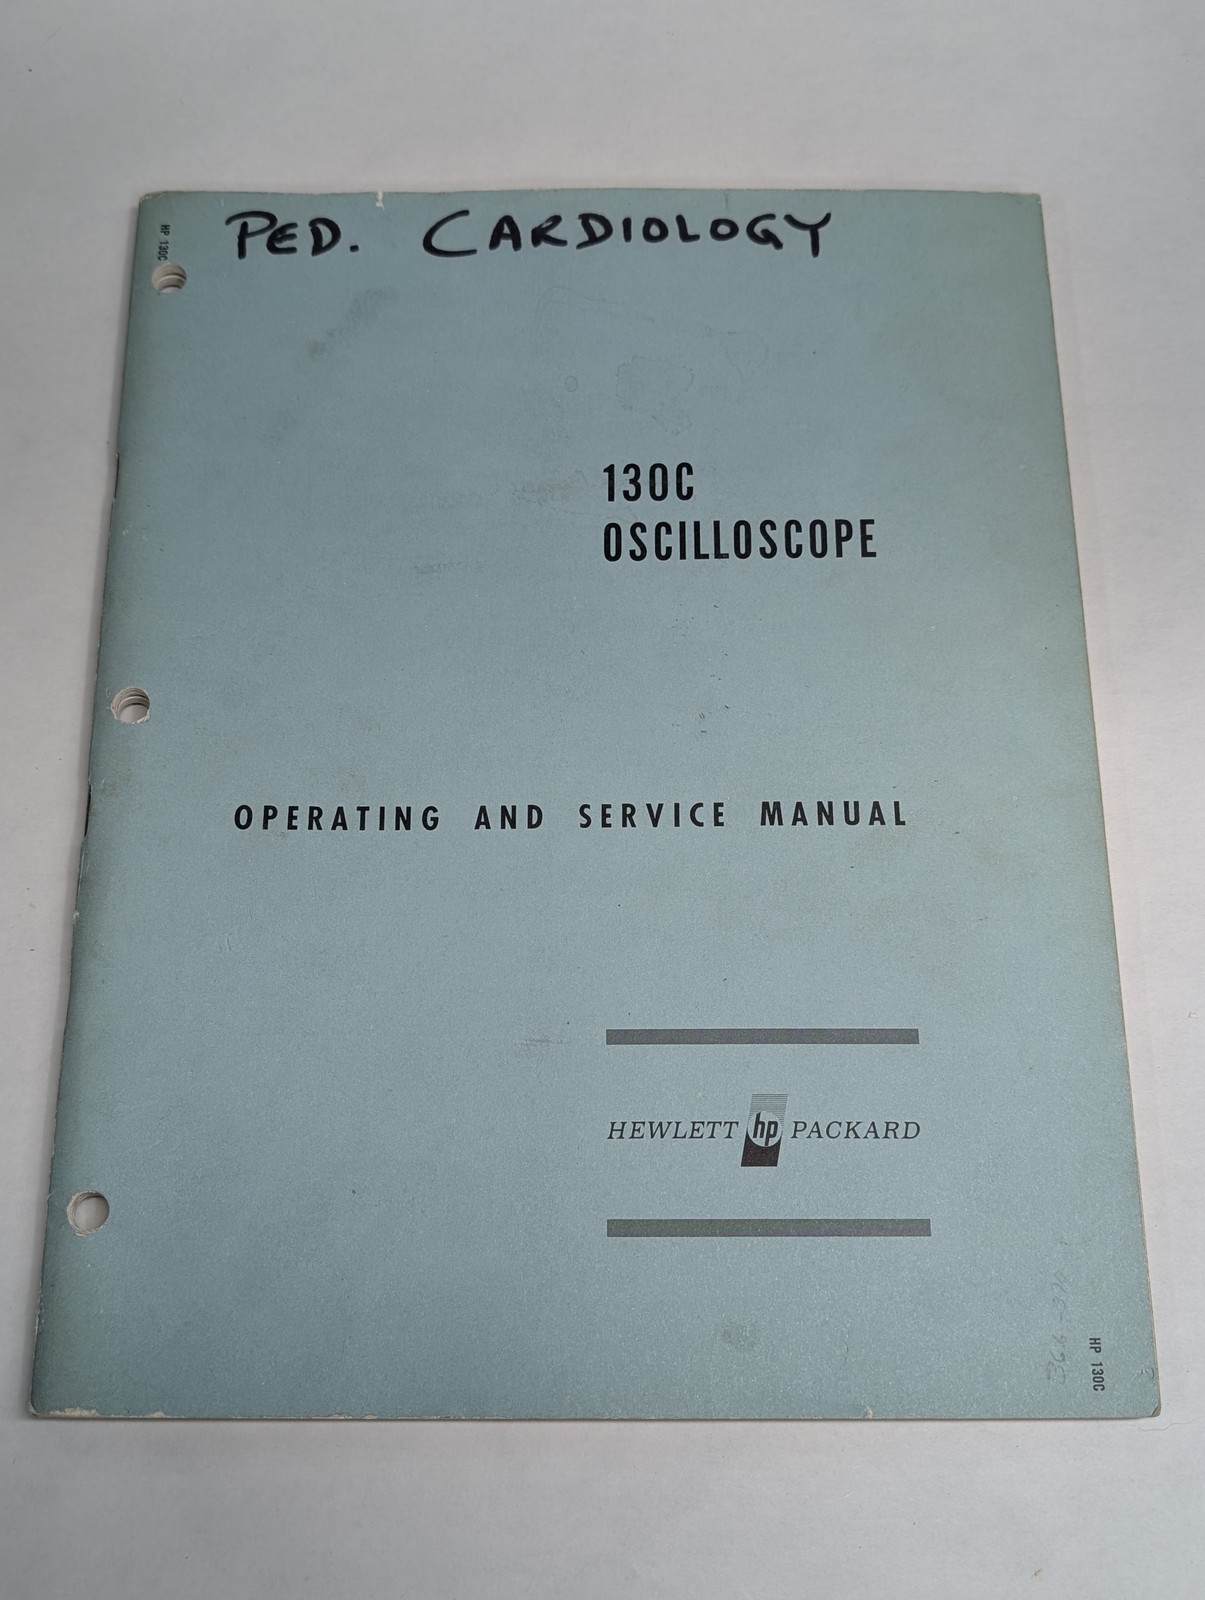 PED. CARDIOLOGY
HP 130C
130C
OSCILLOSCOPE
OPERATING AND SERVICE MANUAL
HEWLETT hp PACKARD
HP 130C